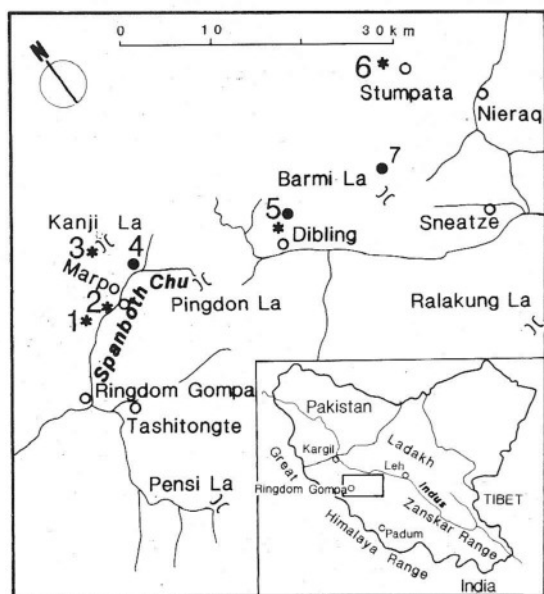 0 10 30 km
N
6 *
Stumpata
Nieraq
7
Barmi La
5
*
Dibling
Sneatze
Kanji La
3 *
4
Marpo
Spanboth Chu
Pingdon La
2 *
1 *
Ralakung La
Ringdom Gompa
Tashitongte
Pensi La
Pakistan
Kargil
Ladakh
Leh
Indus
Great Himalaya Range
Ringdom Gompa
Zanskar Range
TIBET
Padum
India